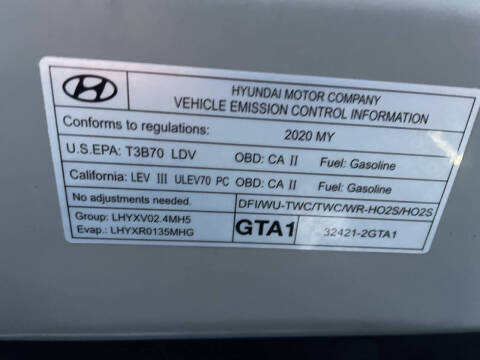 HYUNDAI MOTOR COMPANY
VEHICLE EMISSION CONTROL INFORMATION
Conforms to regulations: 2020 MY
U.S.EPA: T3B70 LDV OBD: CA II Fuel: Gasoline
California: LEV III ULEV70 PC OBD: CA II Fuel: Gasoline
No adjustments needed. DFI/WU-TWC/TWC/WR-HO2S/HO2S
Group: LHYXV02.4MH5
Evap.: LHYXR0135MHG
GTA1 32421-2GTA1